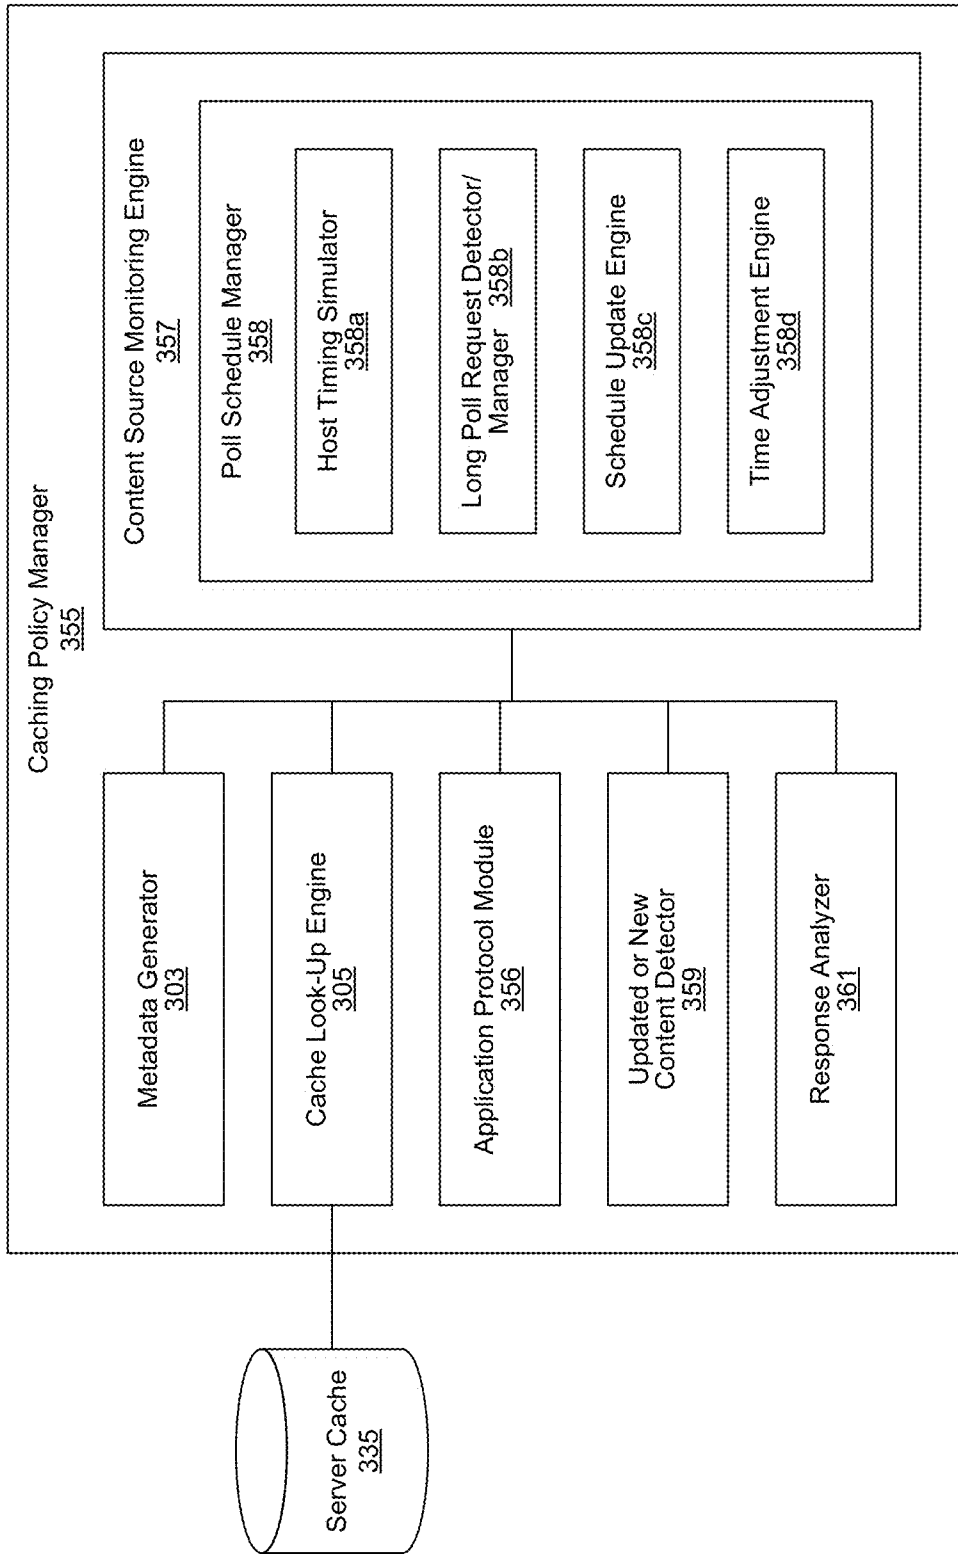 Caching Policy Manager
355
Server Cache
335
Metadata Generator
303
Cache Look-Up Engine
305
Application Protocol Module
356
Updated or New
Content Detector
359
Response Analyzer
361
Content Source Monitoring Engine
357
Poll Schedule Manager
358
Host Timing Simulator
358a
Long Poll Request Detector/
Manager 358b
Schedule Update Engine
358c
Time Adjustment Engine
358d